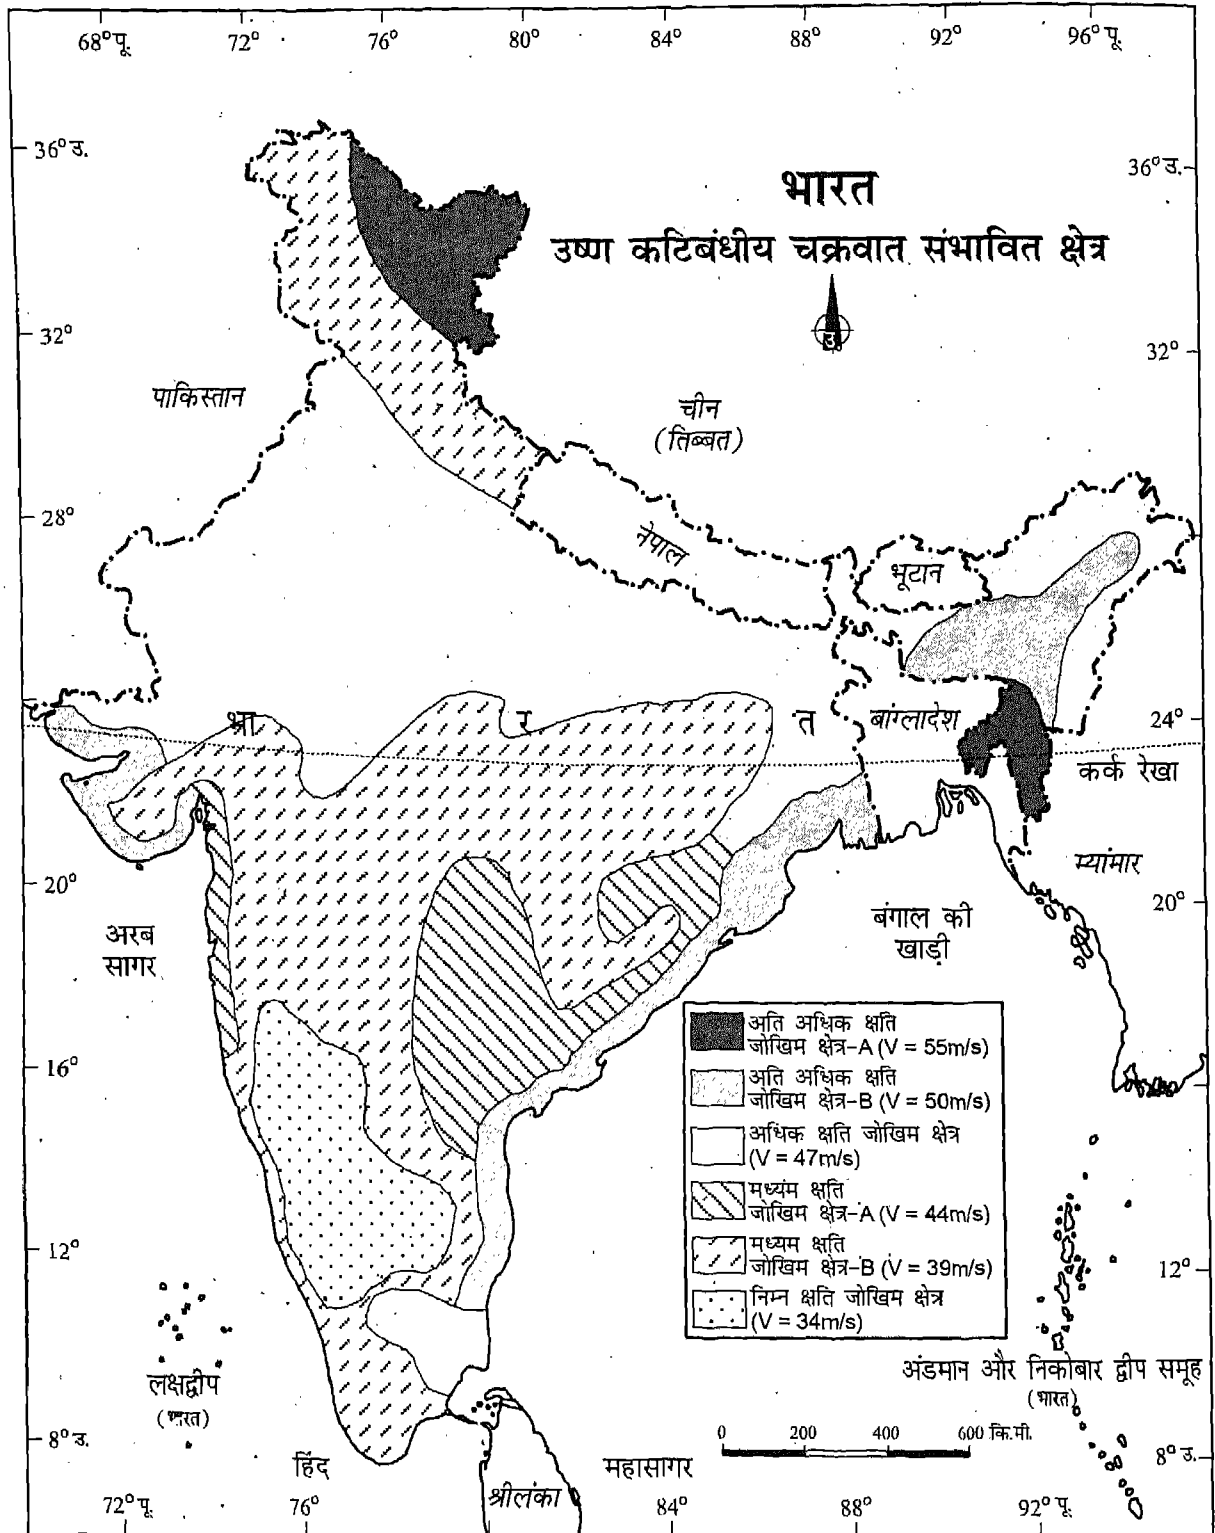 68° पू.
72°
76°
80°
84°
88°
92°
96° पू.
36° उ.
36° उ.
भारत
उष्ण कटिबंधीय चक्रवात संभावित क्षेत्र
उ
32°
32°
पाकिस्तान
चीन
(तिब्बत)
28°
नेपाल
भूटान
भा
र
त
बांग्लादेश
24°
कर्क रेखा
म्यांमार
20°
20°
अरब
सागर
बंगाल की
खाड़ी
अति अधिक क्षति
जोखिम क्षेत्र-A (V = 55m/s)
अति अधिक क्षति
जोखिम क्षेत्र-B (V = 50m/s)
अधिक क्षति जोखिम क्षेत्र
(V = 47m/s)
मध्यम क्षति
जोखिम क्षेत्र-A (V = 44m/s)
मध्यम क्षति
जोखिम क्षेत्र-B (V = 39m/s)
निम्न क्षति जोखिम क्षेत्र
(V = 34m/s)
16°
12°
12°
लक्षद्वीप
(भारत)
अंडमान और निकोबार द्वीप समूह
(भारत)
0 200 400 600 कि.मी.
8° उ.
8° उ.
हिंद
महासागर
श्रीलंका
72° पू.
76°
84°
88°
92° पू.